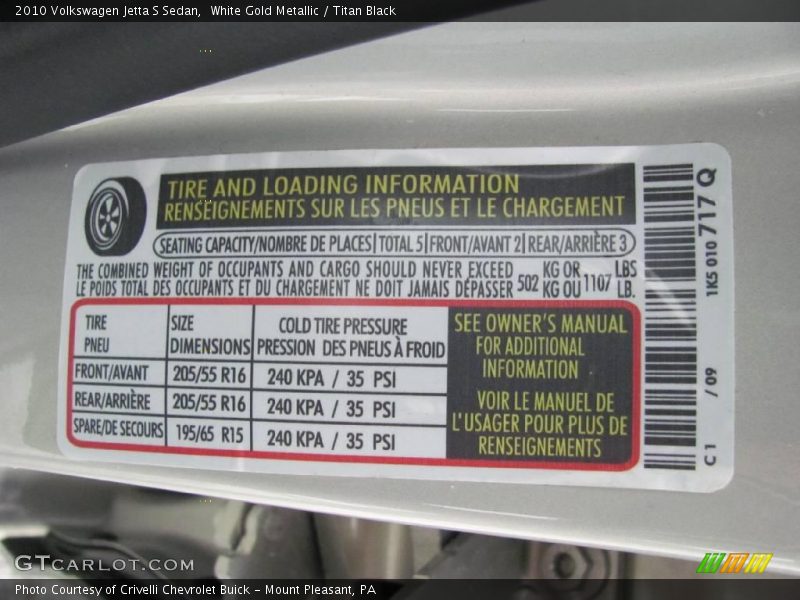 2010 Volkswagen Jetta S Sedan,  White Gold Metallic / Titan Black
TIRE AND LOADING INFORMATION
RENSEIGNEMENTS SUR LES PNEUS ET LE CHARGEMENT
SEATING CAPACITY/NOMBRE DE PLACES|TOTAL 5|FRONT/AVANT 2|REAR/ARRIÈRE 3
THE COMBINED WEIGHT OF OCCUPANTS AND CARGO SHOULD NEVER EXCEED 502 KG OR 1107 LBS
LE POIDS TOTAL DES OCCUPANTS ET DU CHARGEMENT NE DOIT JAMAIS DÉPASSER KG OU LB.
TIRE SIZE COLD TIRE PRESSURE
PNEU DIMENSIONS PRESSION DES PNEUS À FROID
FRONT/AVANT 205/55 R16 240 KPA / 35 PSI
REAR/ARRIÈRE 205/55 R16 240 KPA / 35 PSI
SPARE/DE SECOURS 195/65 R15 240 KPA / 35 PSI
SEE OWNER'S MANUAL
FOR ADDITIONAL
INFORMATION
VOIR LE MANUEL DE
L'USAGER POUR PLUS DE
RENSEIGNEMENTS
1K5 010 717 Q
C 1 / 09
GTCARLOT.COM
Photo Courtesy of Crivelli Chevrolet Buick - Mount Pleasant, PA